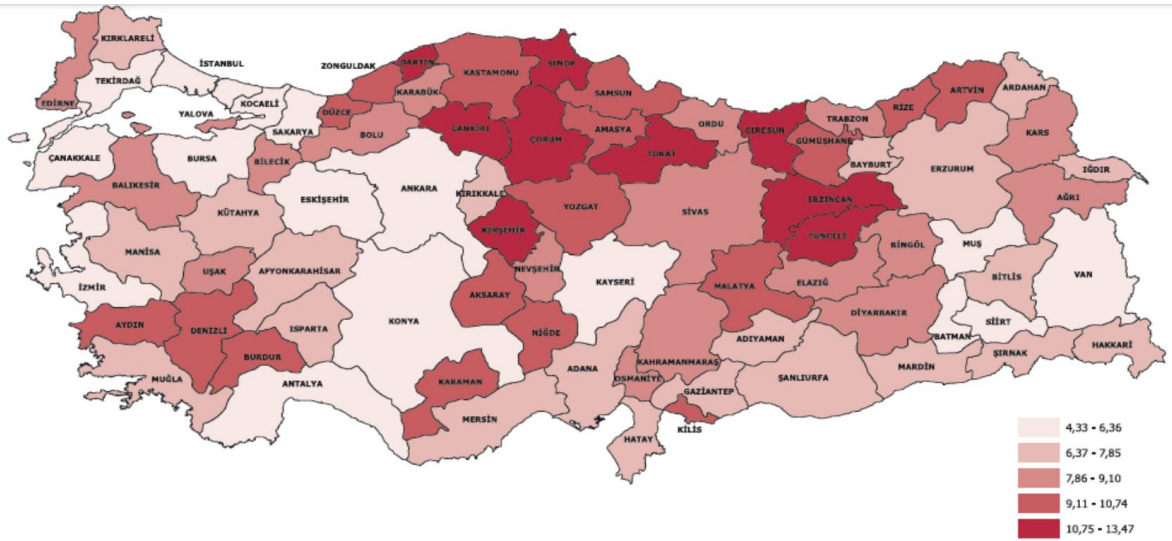 KIRKLARELİ
İSTANBUL
ZONGULDAK
BARTIN
KASTAMONU
SİNOP
TEKİRDAĞ
EDİRNE
KOCAELİ
YALOVA
SAKARYA
DÜZCE
KARABÜK
BOLU
ÇANKIRI
ÇORUM
SAMSUN
AMASYA
TOKAT
ORDU
GİRESUN
TRABZON
GÜMÜŞHANE
BAYBURT
RİZE
ARTVİN
ARDAHAN
KARS
ERZURUM
IĞDIR
AĞRI
ÇANAKKALE
BURSA
BİLECİK
BALIKESİR
KÜTAHYA
ESKİŞEHİR
ANKARA
KIRIKKALE
KIRŞEHİR
YOZGAT
SİVAS
ERZİNCAN
TUNCELİ
BİNGÖL
MUŞ
BİTLİS
VAN
MANİSA
İZMİR
UŞAK
AFYONKARAHİSAR
KONYA
AKSARAY
NEVŞEHİR
KAYSERİ
MALATYA
ELAZIĞ
DİYARBAKIR
BATMAN
SİİRT
ŞIRNAK
HAKKARİ
AYDIN
DENİZLİ
BURDUR
ISPARTA
MUĞLA
ANTALYA
KARAMAN
NİĞDE
MERSİN
ADANA
OSMANİYE
KAHRAMANMARAŞ
ADIYAMAN
GAZİANTEP
KİLİS
HATAY
ŞANLIURFA
MARDİN
4,33 - 6,36
6,37 - 7,85
7,86 - 9,10
9,11 - 10,74
10,75 - 13,47